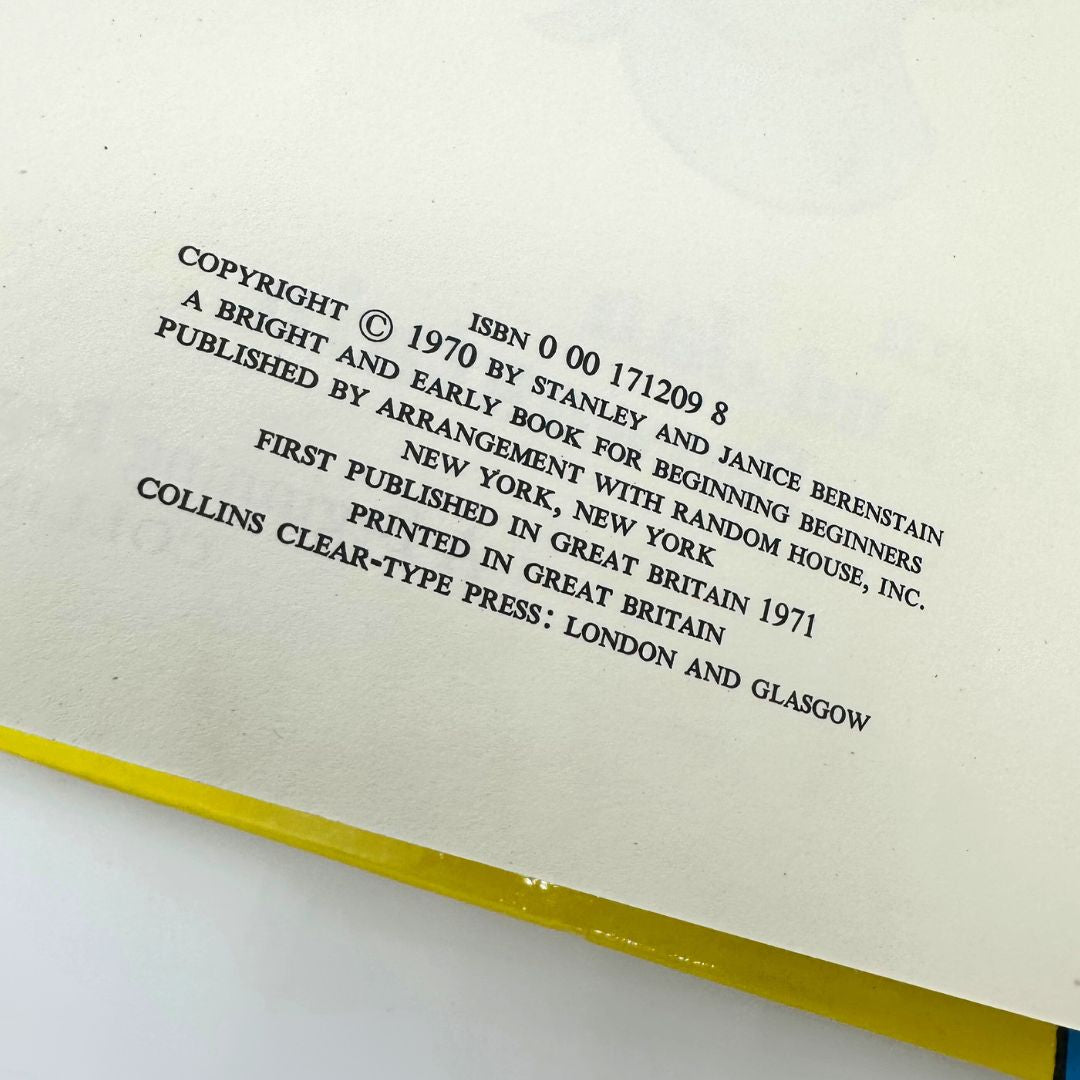 ISBN 0 00 171209 8
COPYRIGHT © 1970 BY STANLEY AND JANICE BERENSTAIN
A BRIGHT AND EARLY BOOK FOR BEGINNING BEGINNERS
PUBLISHED BY ARRANGEMENT WITH RANDOM HOUSE, INC.
NEW YORK, NEW YORK
FIRST PUBLISHED IN GREAT BRITAIN 1971
PRINTED IN GREAT BRITAIN
COLLINS CLEAR-TYPE PRESS: LONDON AND GLASGOW